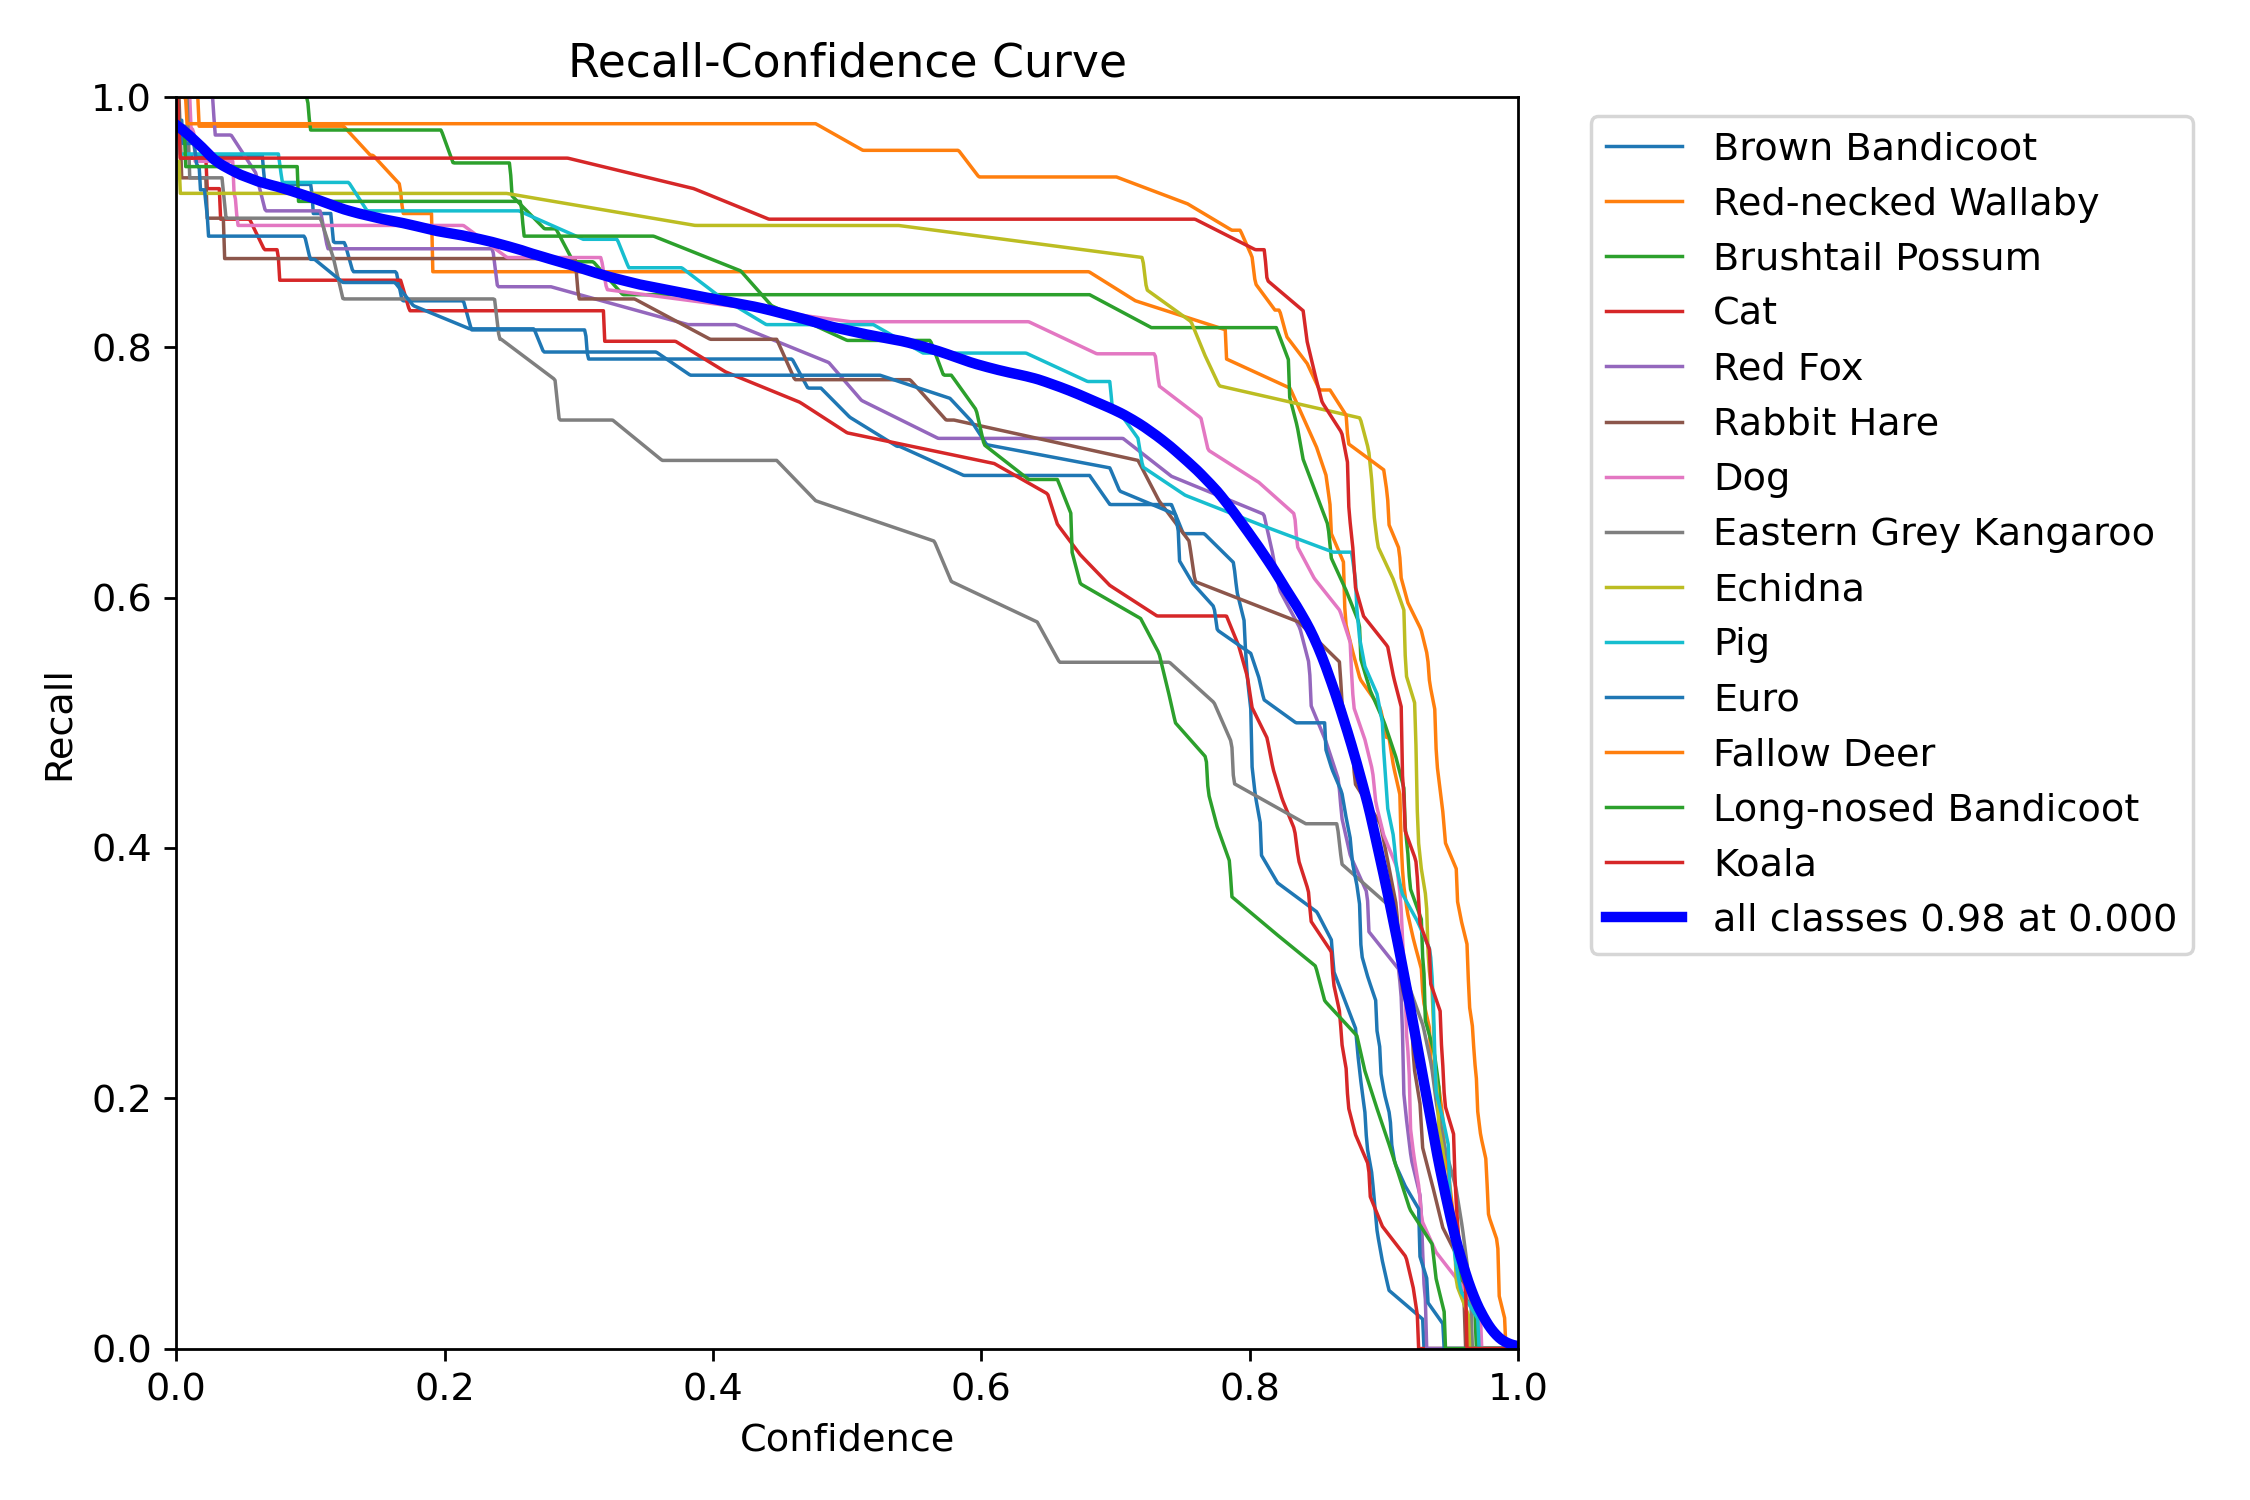 Recall-Confidence Curve
1.0
0.8
0.6
0.4
0.2
0.0
Recall
0.0 0.2 0.4 0.6 0.8 1.0
Confidence
Brown Bandicoot
Red-necked Wallaby
Brushtail Possum
Cat
Red Fox
Rabbit Hare
Dog
Eastern Grey Kangaroo
Echidna
Pig
Euro
Fallow Deer
Long-nosed Bandicoot
Koala
all classes 0.98 at 0.000